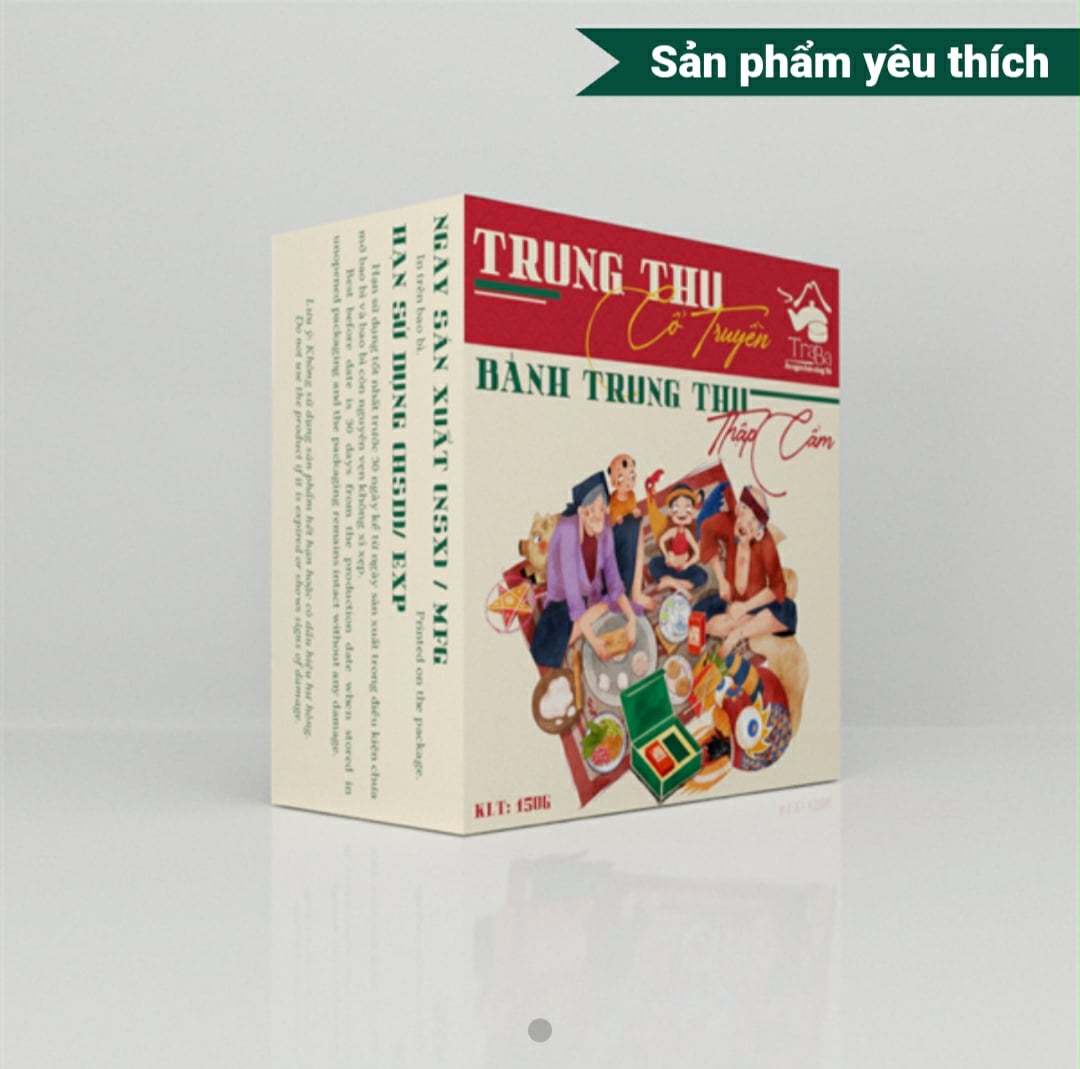 Sản phẩm yêu thích
TRUNG THU
Cổ Truyền
TraBa
BÁNH TRUNG THU
Thập Cẩm
KLT: 150G
NGÀY SẢN XUẤT (NSX) / MFG
In trên bao bì. Printed on the package.
HẠN SỬ DỤNG (HSD)/ EXP
Hạn sử dụng tốt nhất trước 30 ngày kể từ ngày sản xuất trong điều kiện chưa
mở bao bì và bao bì còn nguyên vẹn không xì xẹp.
Best before date is 30 days from the production date when stored in
unopened packaging and the packaging remains intact without any damage.
Lưu ý: Không sử dụng sản phẩm hết hạn hoặc có dấu hiệu hư hỏng.
Do not use the product if it is expired or shows signs of damage.